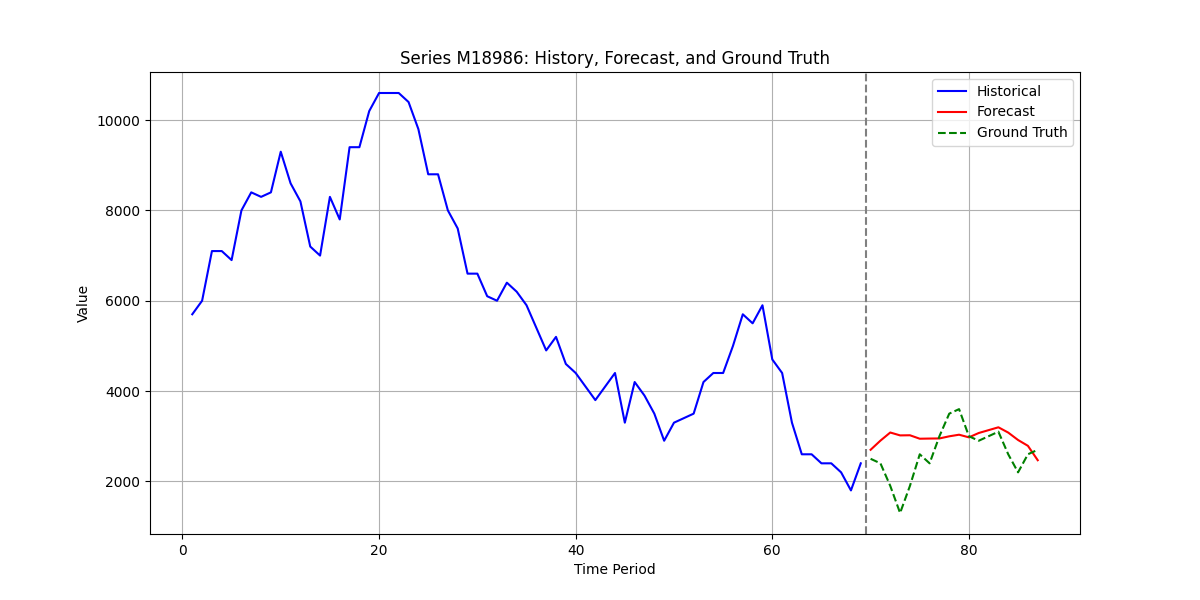 Series M18986: History, Forecast, and Ground Truth
Historical
Forecast
Ground Truth
10000
8000
6000
4000
2000
Value
0 20 40 60 80
Time Period